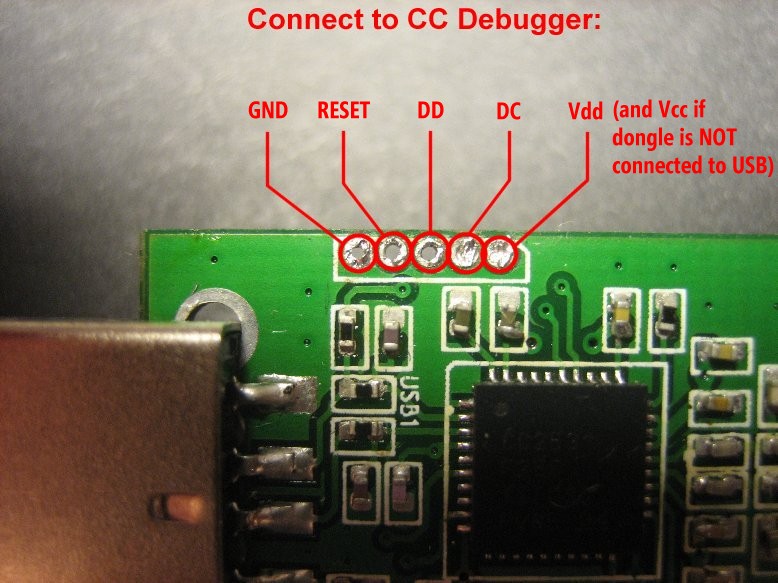 Connect to CC Debugger:
GND RESET DD DC Vdd (and Vcc if
dongle is NOT
connected to USB)
USB1